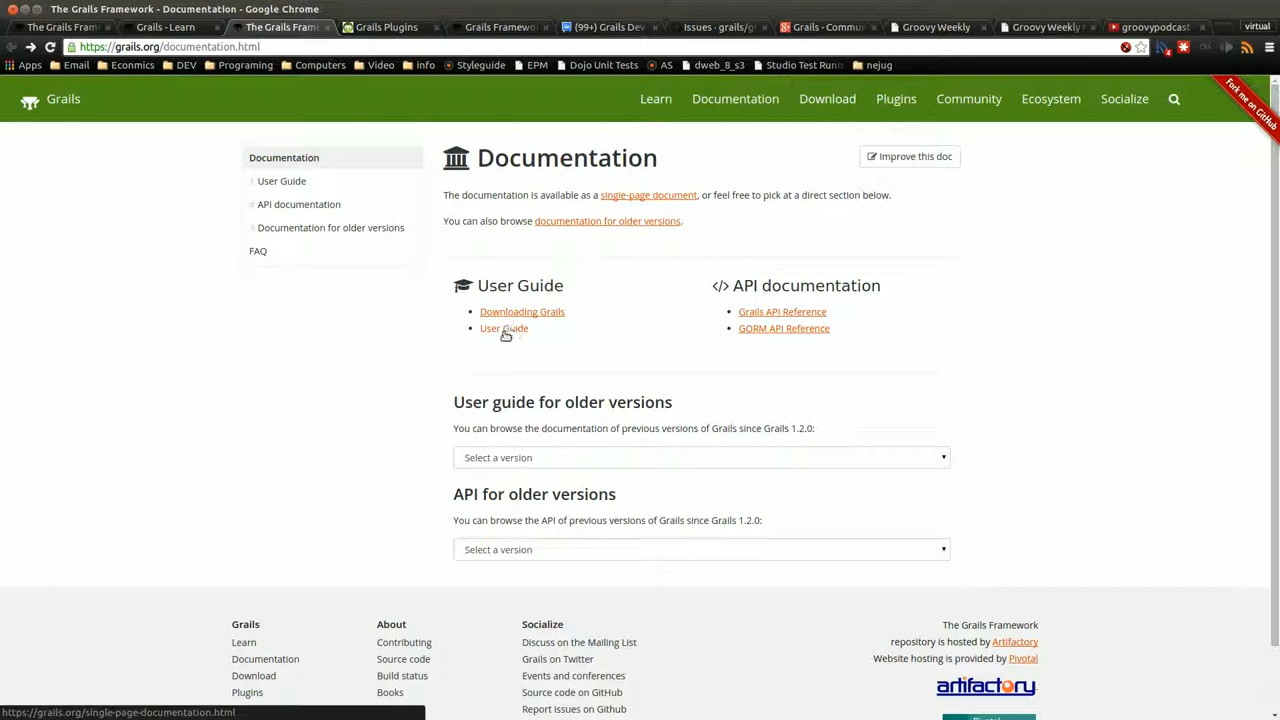 The Grails Framework - Documentation - Google Chrome
The Grails Fram
Grails - Learn
The Grails Fram
Grails Plugins
Grails Framewo
(99+) Grails Dev
Issues · grails/g
Grails - Commu
Groovy Weekly
Groovy Weekly
groovypodcast
virtual
https://grails.org/documentation.html
Apps Email Econmics DEV Programing Computers Video info Styleguide EPM Dojo Unit Tests AS dweb_8_s3 Studio Test Runn nejug
Grails
Learn Documentation Download Plugins Community Ecosystem Socialize
Fork me on GitHub
Documentation
User Guide
API documentation
Documentation for older versions
FAQ
Documentation
Improve this doc
The documentation is available as a single-page document, or feel free to pick at a direct section below.
You can also browse documentation for older versions.
User Guide
Downloading Grails
User Guide
API documentation
Grails API Reference
GORM API Reference
User guide for older versions
You can browse the documentation of previous versions of Grails since Grails 1.2.0:
Select a version
API for older versions
You can browse the API of previous versions of Grails since Grails 1.2.0:
Select a version
Grails
Learn
Documentation
Download
Plugins
About
Contributing
Source code
Build status
Books
Socialize
Discuss on the Mailing List
Grails on Twitter
Events and conferences
Source code on GitHub
Report issues on Github
The Grails Framework
repository is hosted by Artifactory
Website hosting is provided by Pivotal
artifactory
Pivotal
https://grails.org/single-page-documentation.html